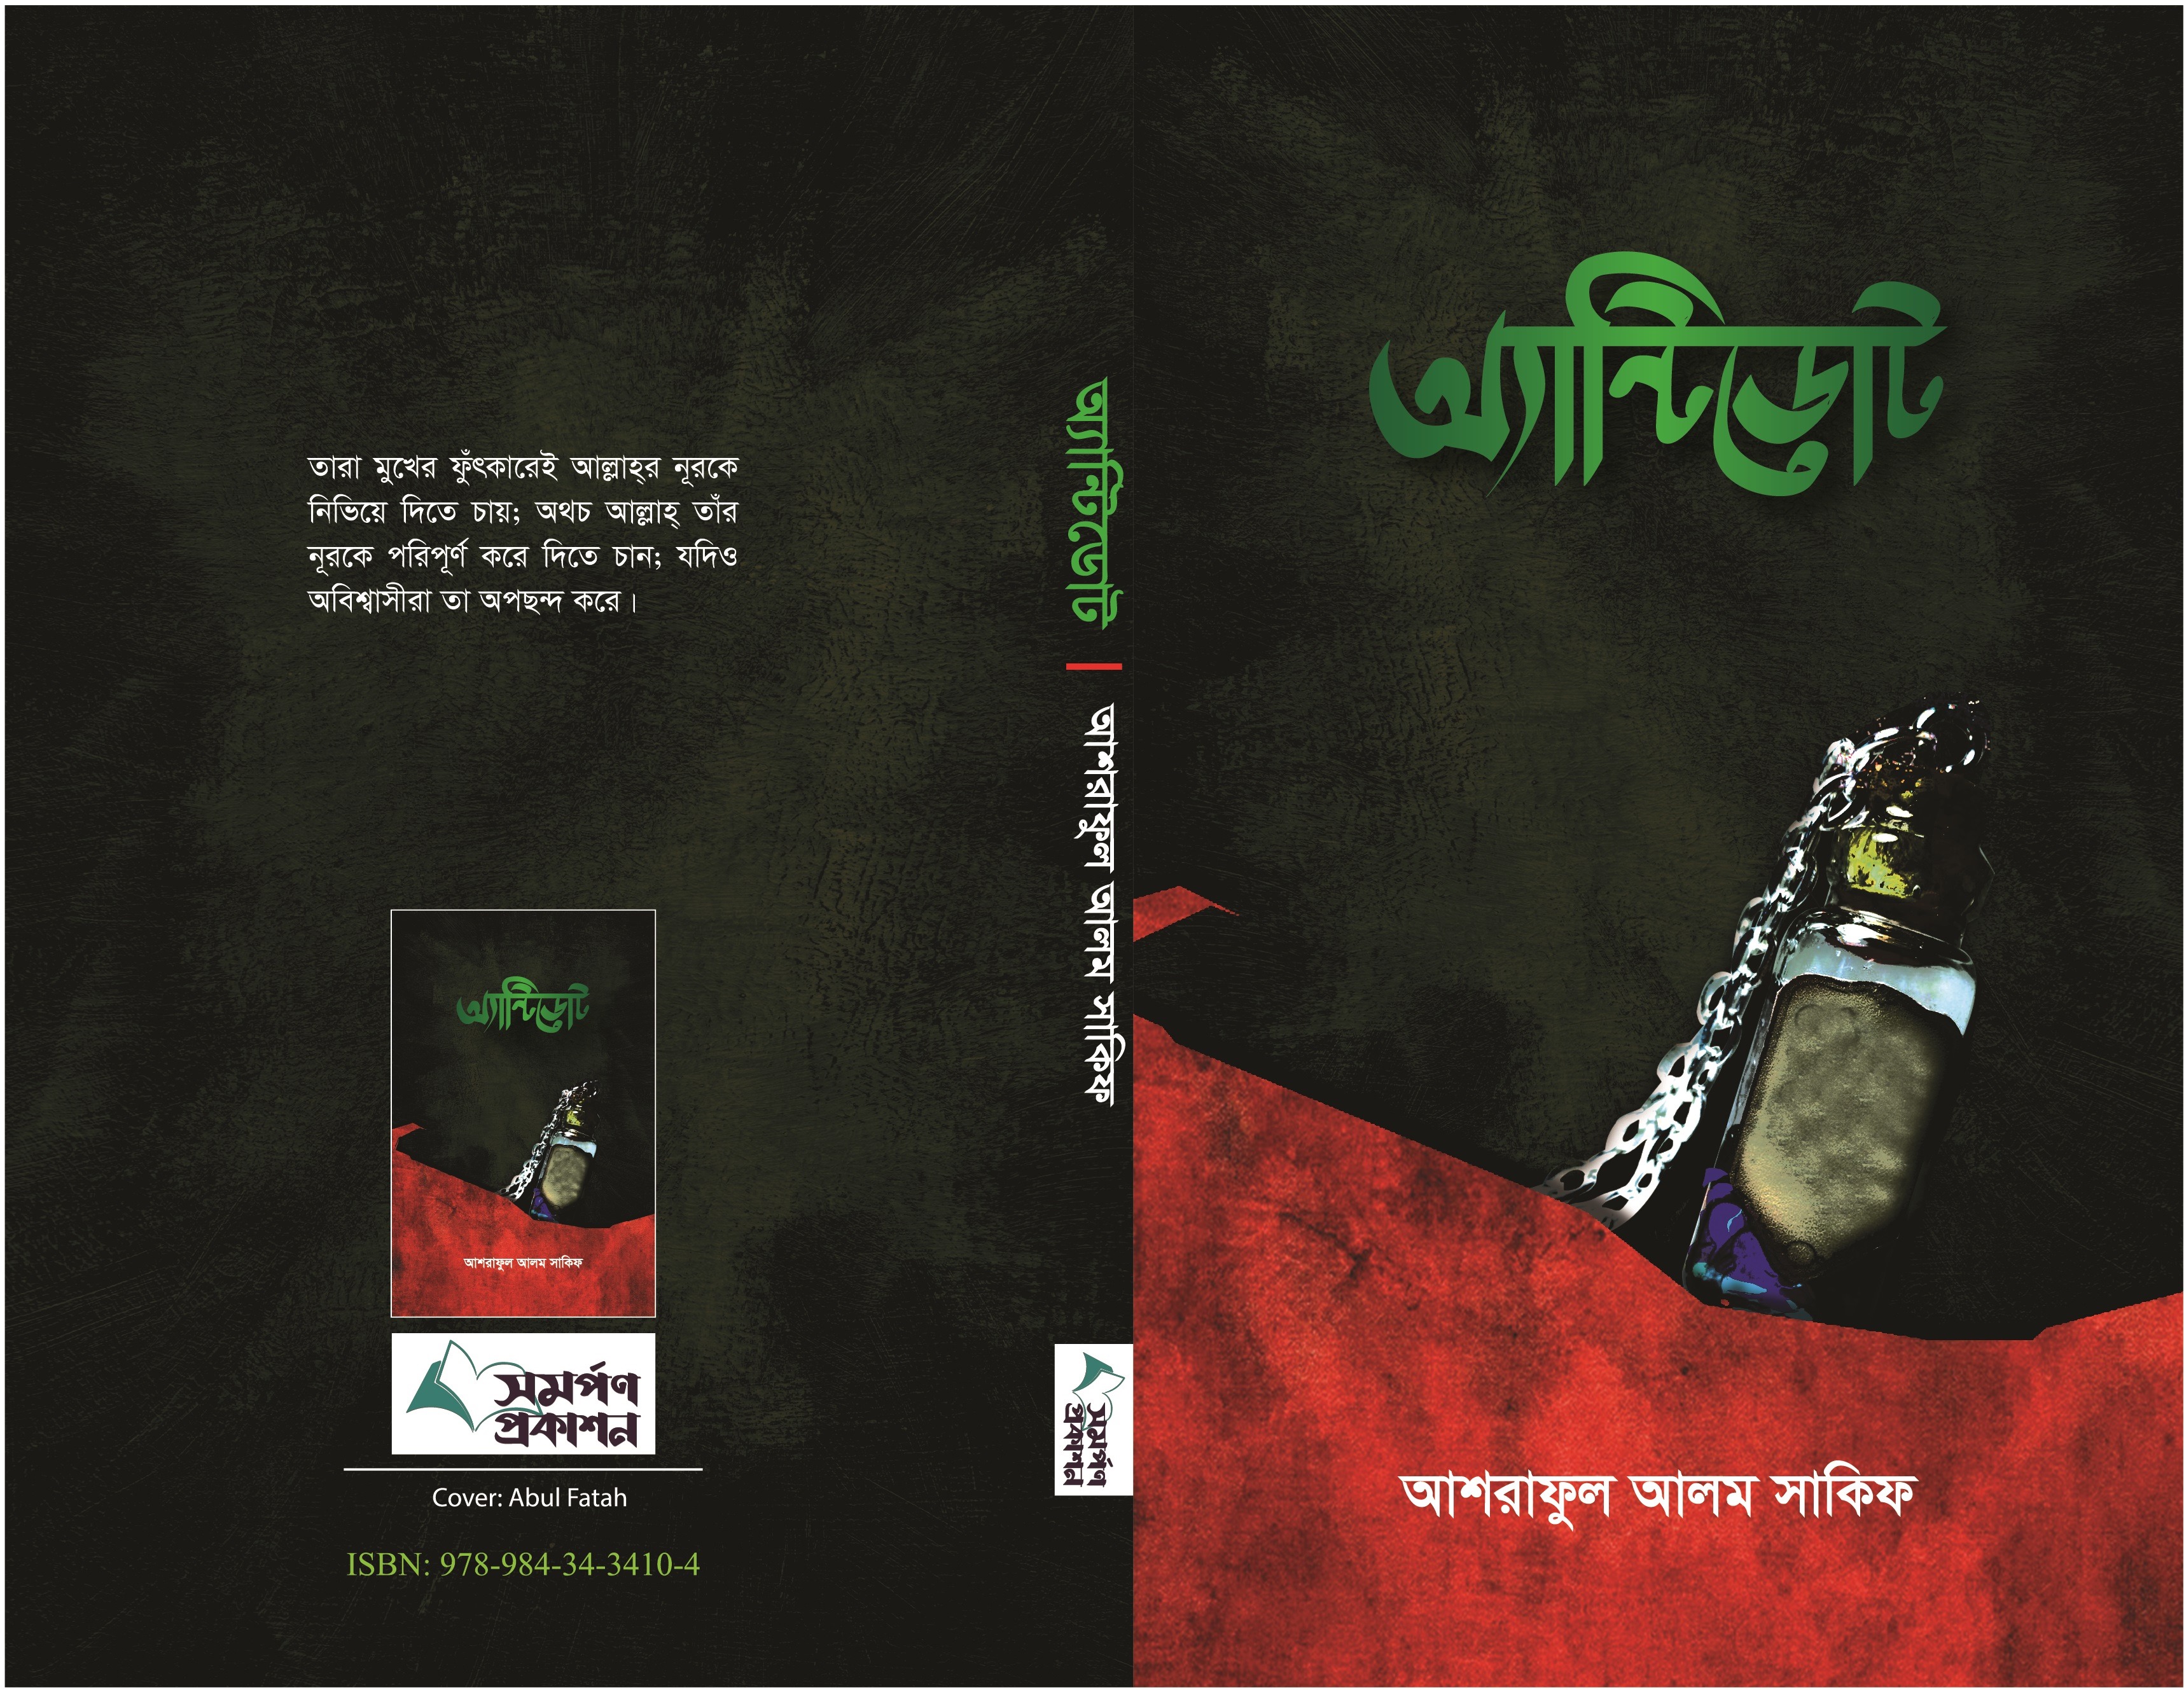 তারা মুখের ফুঁৎকারেই আল্লাহ্‌র নূরকে
নিভিয়ে দিতে চায়; অথচ আল্লাহ্‌ তাঁর
নূরকে পরিপূর্ণ করে দিতে চান; যদিও
অবিশ্বাসীরা তা অপছন্দ করে।
অ্যান্টিডোট
আশরাফুল আলম সাকিফ
সমর্পণ
প্রকাশন
Cover: Abul Fatah
ISBN: 978-984-34-3410-4
অ্যান্টিডোট | আশরাফুল আলম সাকিফ
সমর্পণ
প্রকাশন
অ্যান্টিডোট
আশরাফুল আলম সাকিফ